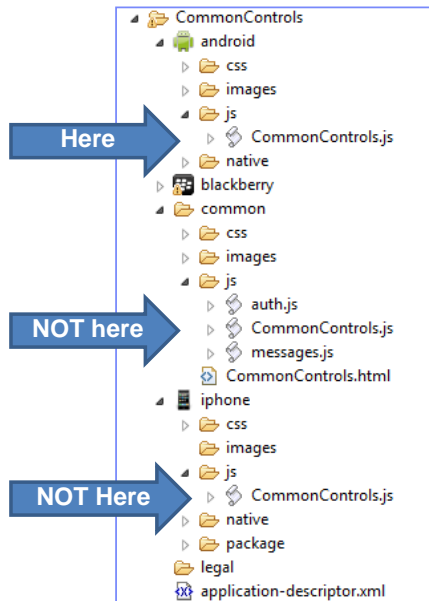 CommonControls
android
css
images
js
Here
CommonControls.js
native
blackberry
common
css
images
js
auth.js
NOT here
CommonControls.js
messages.js
CommonControls.html
iphone
css
images
js
NOT Here
CommonControls.js
native
package
legal
application-descriptor.xml